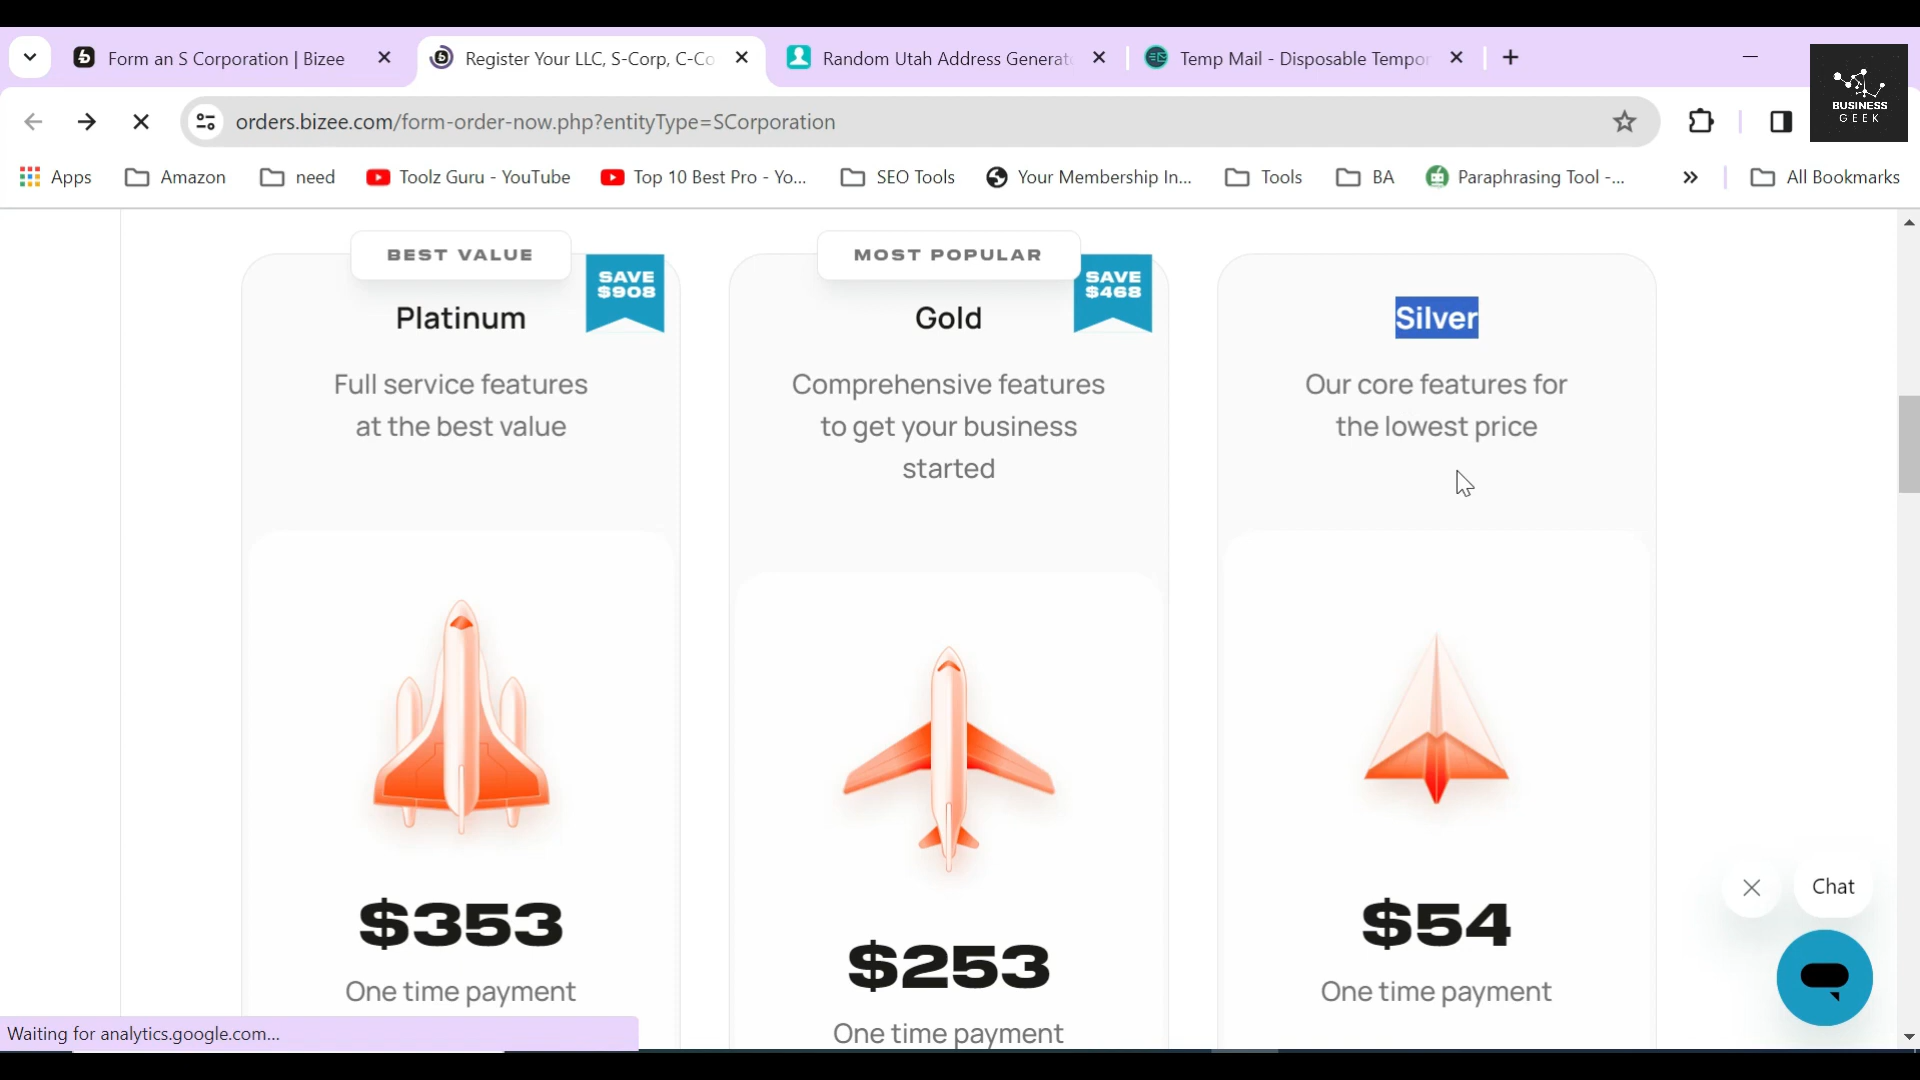 Form an S Corporation | Bizee
Register Your LLC, S-Corp, C-Co
Random Utah Address Generat
Temp Mail - Disposable Tempor
BUSINESS
GEEK
orders.bizee.com/form-order-now.php?entityType=SCorporation
Apps
Amazon
need
Toolz Guru - YouTube
Top 10 Best Pro - Yo...
SEO Tools
Your Membership In...
Tools
BA
Paraphrasing Tool -...
All Bookmarks
BEST VALUE
SAVE
$908
Platinum
Full service features
at the best value
$353
One time payment
MOST POPULAR
SAVE
$468
Gold
Comprehensive features
to get your business
started
$253
One time payment
Silver
Our core features for
the lowest price
$54
One time payment
Chat
Waiting for analytics.google.com...